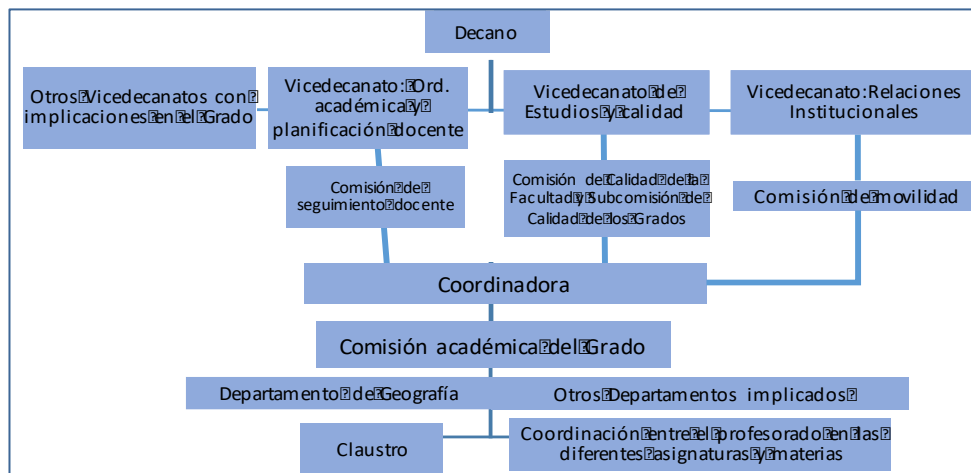 Decano
Otros Vicedecanatos con
implicaciones en el Grado
Vicedecanato: Ord.
académica y
planificación docente
Vicedecanato de
Estudios y calidad
Vicedecanato: Relaciones
Institucionales
Comisión de
seguimiento docente
Comisión de Calidad de la
Facultad y Subcomisión de
Calidad de los Grados
Comisión de movilidad
Coordinadora
Comisión académica del Grado
Departamento de Geografía
Otros Departamentos implicados
Claustro
Coordinación entre el profesorado en las
diferentes asignaturas y materias